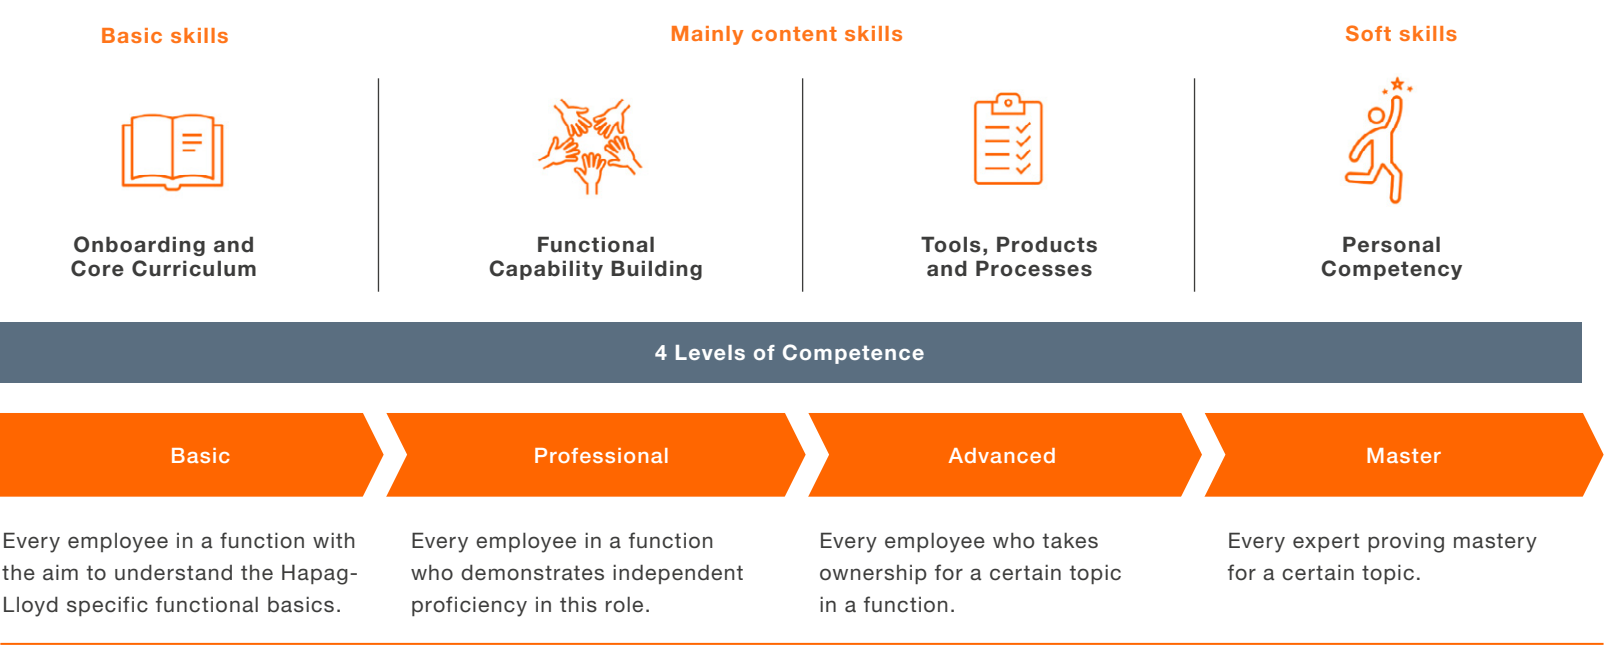 Basic skills
Mainly content skills
Soft skills
Onboarding and
Core Curriculum
Functional
Capability Building
Tools, Products
and Processes
Personal
Competency
4 Levels of Competence
Basic
Professional
Advanced
Master
Every employee in a function with
the aim to understand the Hapag-
Lloyd specific functional basics.
Every employee in a function
who demonstrates independent
proficiency in this role.
Every employee who takes
ownership for a certain topic
in a function.
Every expert proving mastery
for a certain topic.